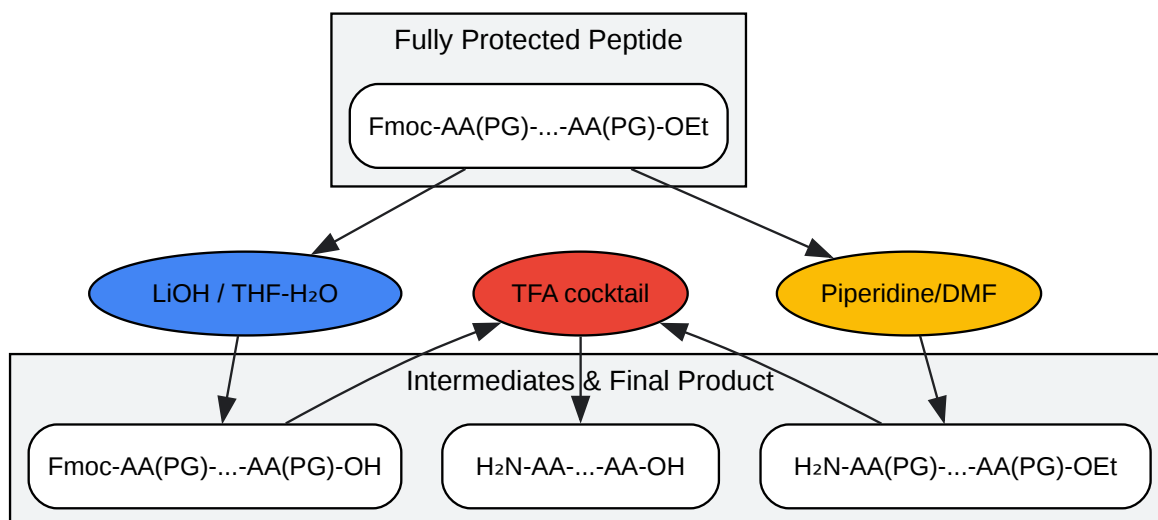 Fully Protected Peptide
Fmoc-AA(PG)-...-AA(PG)-OEt
LiOH / THF-H₂O
TFA cocktail
Piperidine/DMF
Intermediates & Final Product
Fmoc-AA(PG)-...-AA(PG)-OH
H₂N-AA-...-AA-OH
H₂N-AA(PG)-...-AA(PG)-OEt